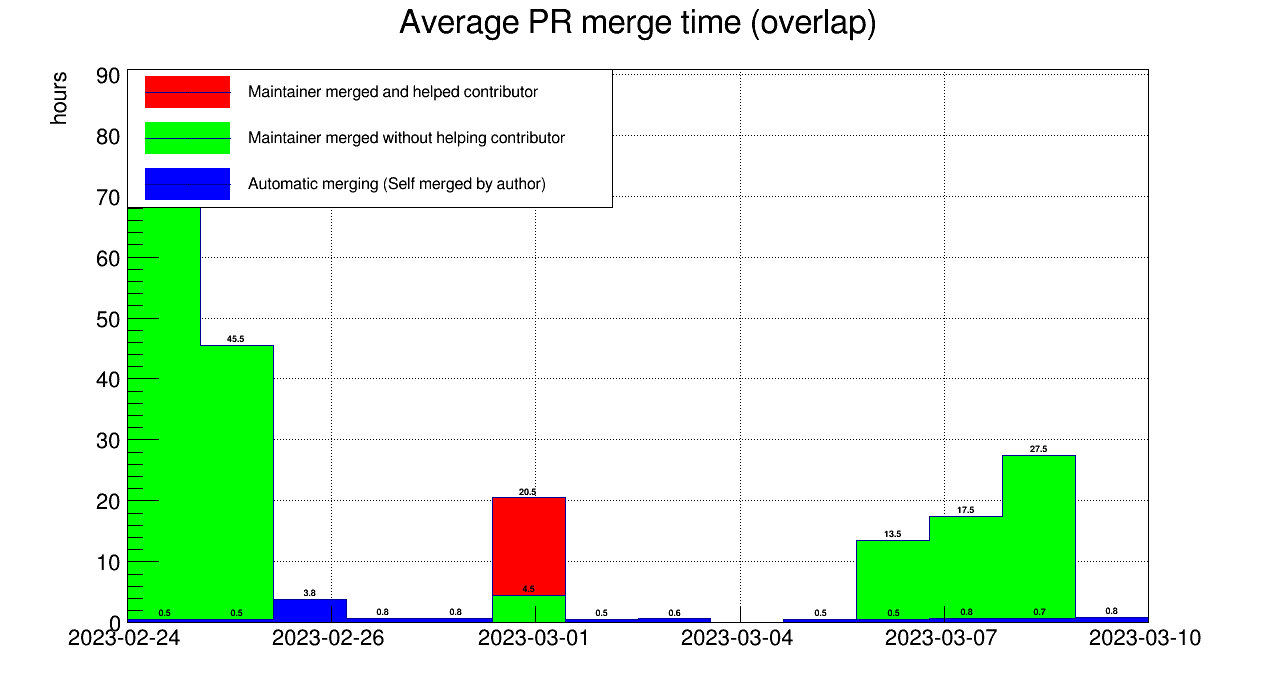 Average PR merge time (overlap)
hours
90
80
70
60
50
40
30
20
10
0
Maintainer merged and helped contributor
Maintainer merged without helping contributor
Automatic merging (Self merged by author)
45.5
20.5
27.5
17.5
13.5
4.5
3.8
0.5 0.5 0.8 0.8 0.5 0.6 0.5 0.5 0.8 0.7 0.8
2023-02-24 2023-02-26 2023-03-01 2023-03-04 2023-03-07 2023-03-10